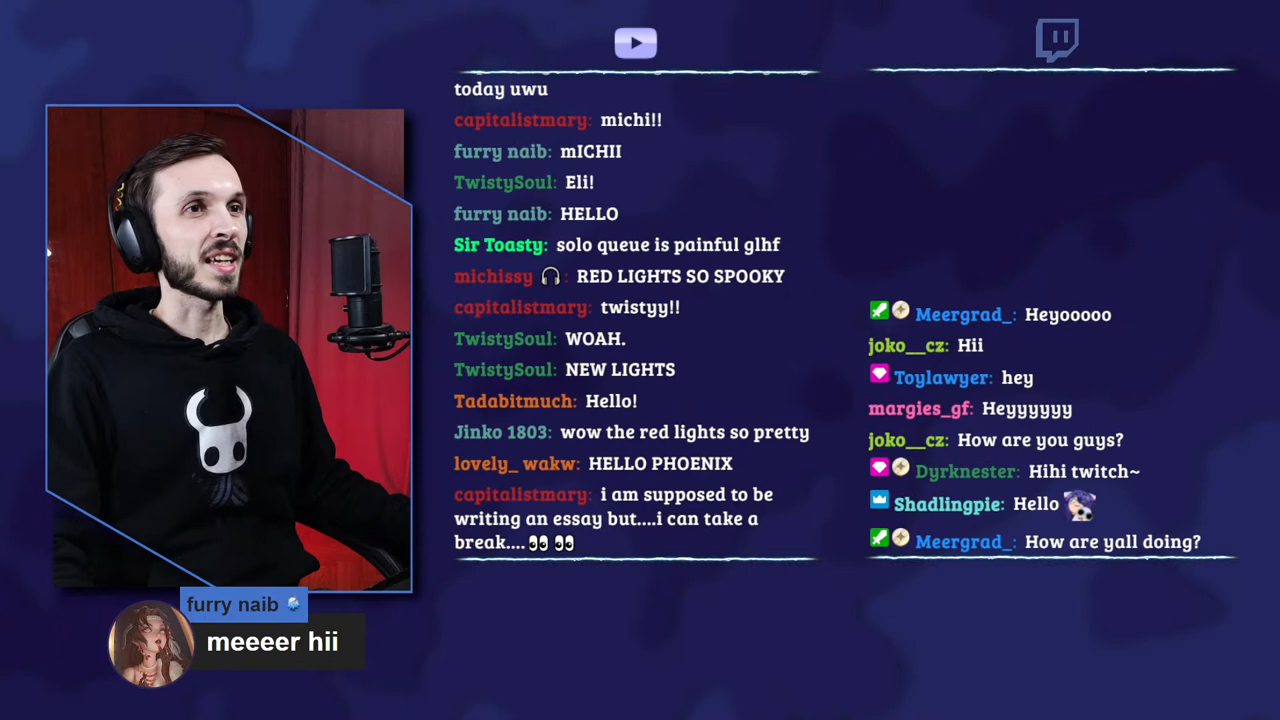 today uwu
capitalistmary: michi!!
furry naib: mICHII
TwistySoul: Eli!
furry naib: HELLO
Sir Toasty: solo queue is painful glhf
michissy 🎧: RED LIGHTS SO SPOOKY
capitalistmary: twistyy!!
TwistySoul: WOAH.
TwistySoul: NEW LIGHTS
Tadabitmuch: Hello!
Jinko 1803: wow the red lights so pretty
lovely_ wakw: HELLO PHOENIX
capitalistmary: i am supposed to be
writing an essay but....i can take a
break....👀 👀
Meergrad_: Heyooooo
joko__cz: Hii
Toylawyer: hey
margies_gf: Heyyyyyy
joko__cz: How are you guys?
Dyrknester: Hihi twitch~
Shadlingpie: Hello
Meergrad_: How are yall doing?
furry naib
meeeer hii